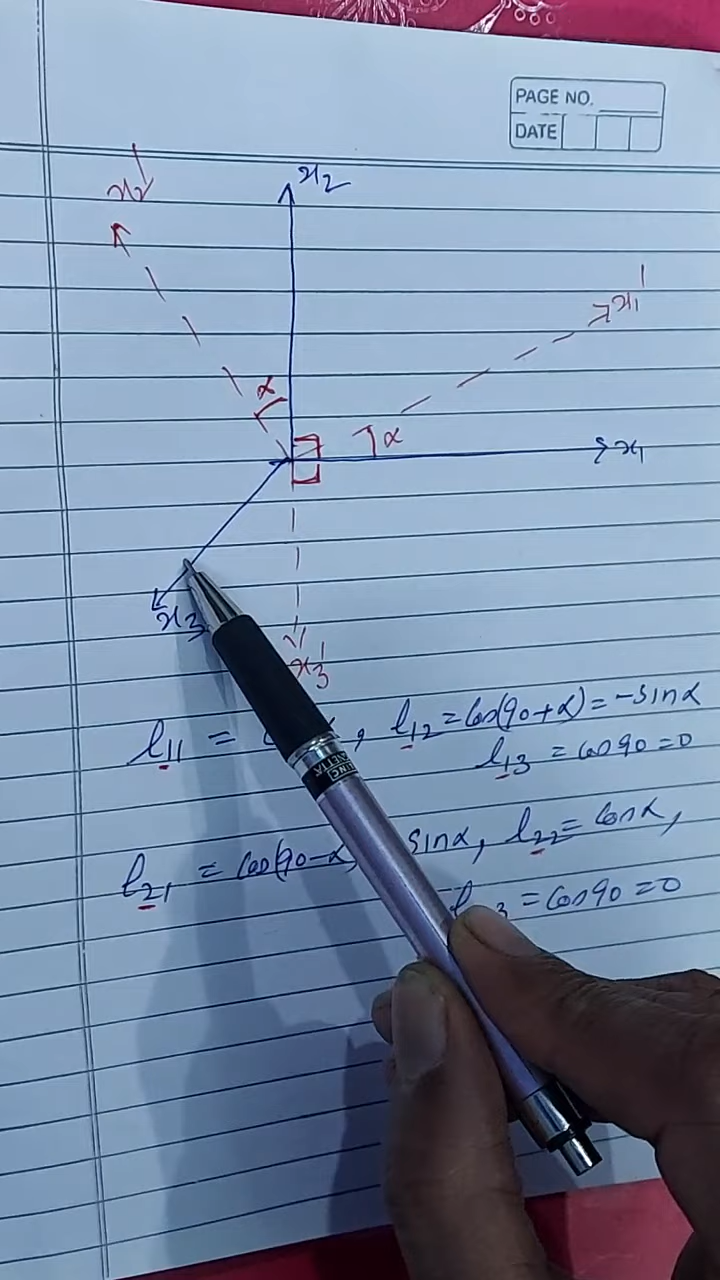 PAGE NO.
DATE
x₂'
x₂
x₁'
α
α
x₁
x₃
x₃'
l₁₁ = , l₁₂ = cos(90+α) = -sinα
l₁₃ = cos90 = 0
l₂₁ = cos(90-α sinα, l₂₂ = cosα,
= cos90 = 0